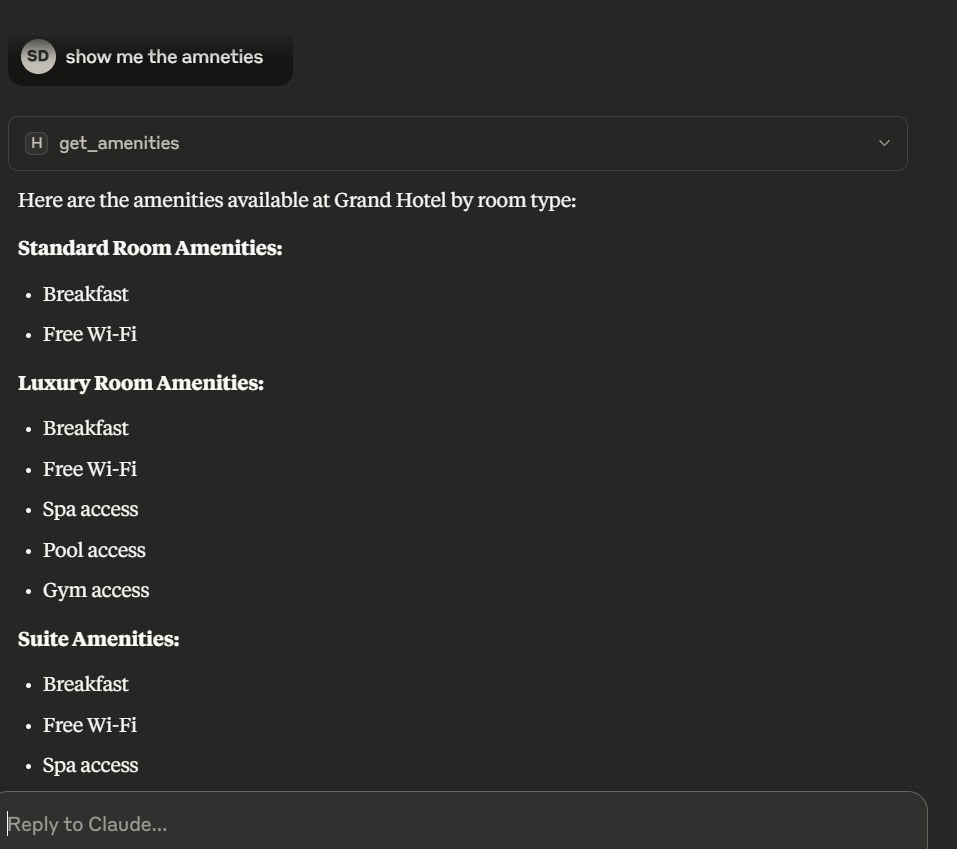 SD show me the amneties
H get_amenities
Here are the amenities available at Grand Hotel by room type:
Standard Room Amenities:
• Breakfast
• Free Wi-Fi
Luxury Room Amenities:
• Breakfast
• Free Wi-Fi
• Spa access
• Pool access
• Gym access
Suite Amenities:
• Breakfast
• Free Wi-Fi
• Spa access
Reply to Claude...